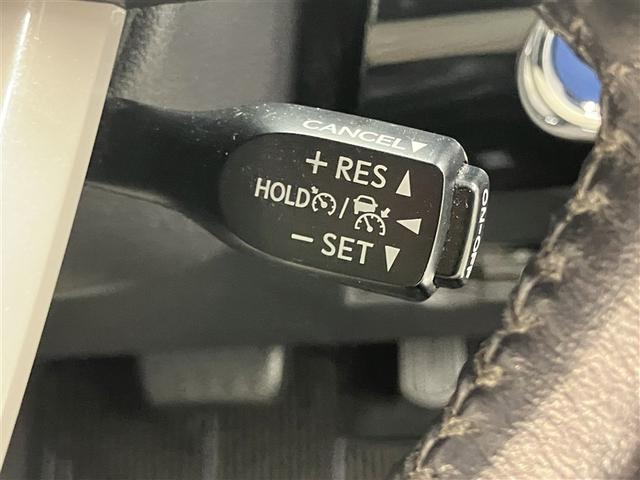 CANCEL▼
+ RES ▲
HOLD / ◀
− SET ▼
ON-OFF